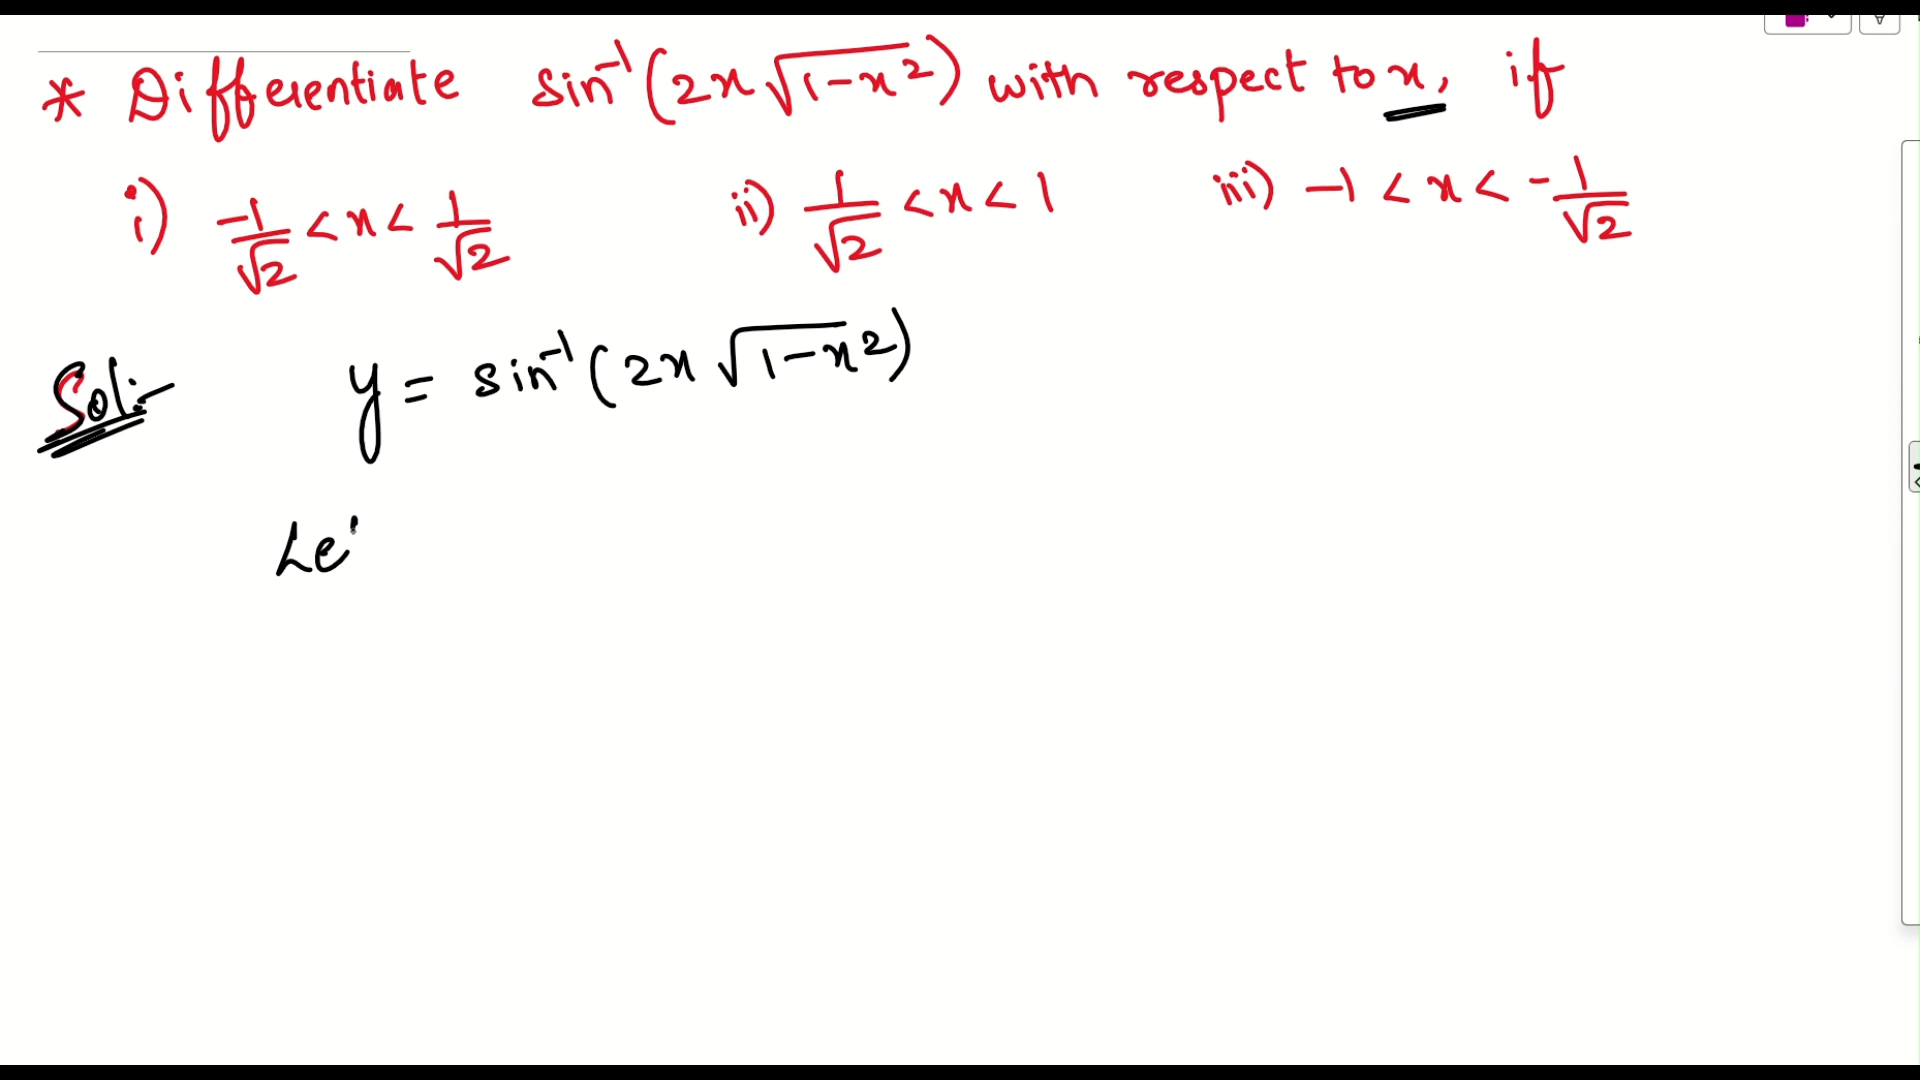 * Differentiate sin⁻¹(2x√(1-x²)) with respect to x, if
i) -1/√2 < x < 1/√2 ii) 1/√2 < x < 1 iii) -1 < x < -1/√2
Sol:- y = sin⁻¹(2x√(1-x²))
Le'